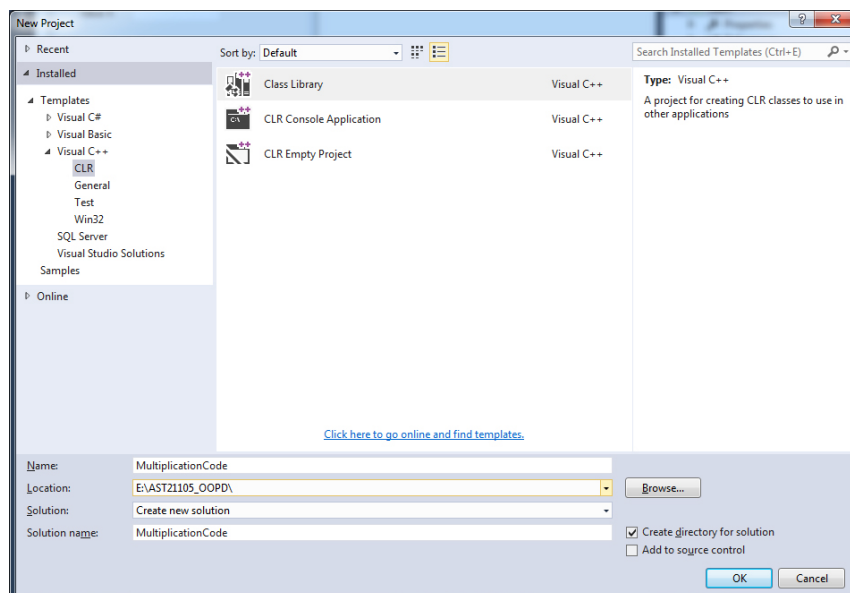 New Project
Recent
Sort by: Default
Search Installed Templates (Ctrl+E)
Installed
Templates
Visual C#
Visual Basic
Visual C++
CLR
General
Test
Win32
SQL Server
Visual Studio Solutions
Samples
Online
Class Library Visual C++
CLR Console Application Visual C++
CLR Empty Project Visual C++
Click here to go online and find templates.
Type: Visual C++
A project for creating CLR classes to use in
other applications
Name: MultiplicationCode
Location: E:\AST21105_OOPD\
Browse...
Solution: Create new solution
Solution name: MultiplicationCode
Create directory for solution
Add to source control
OK Cancel